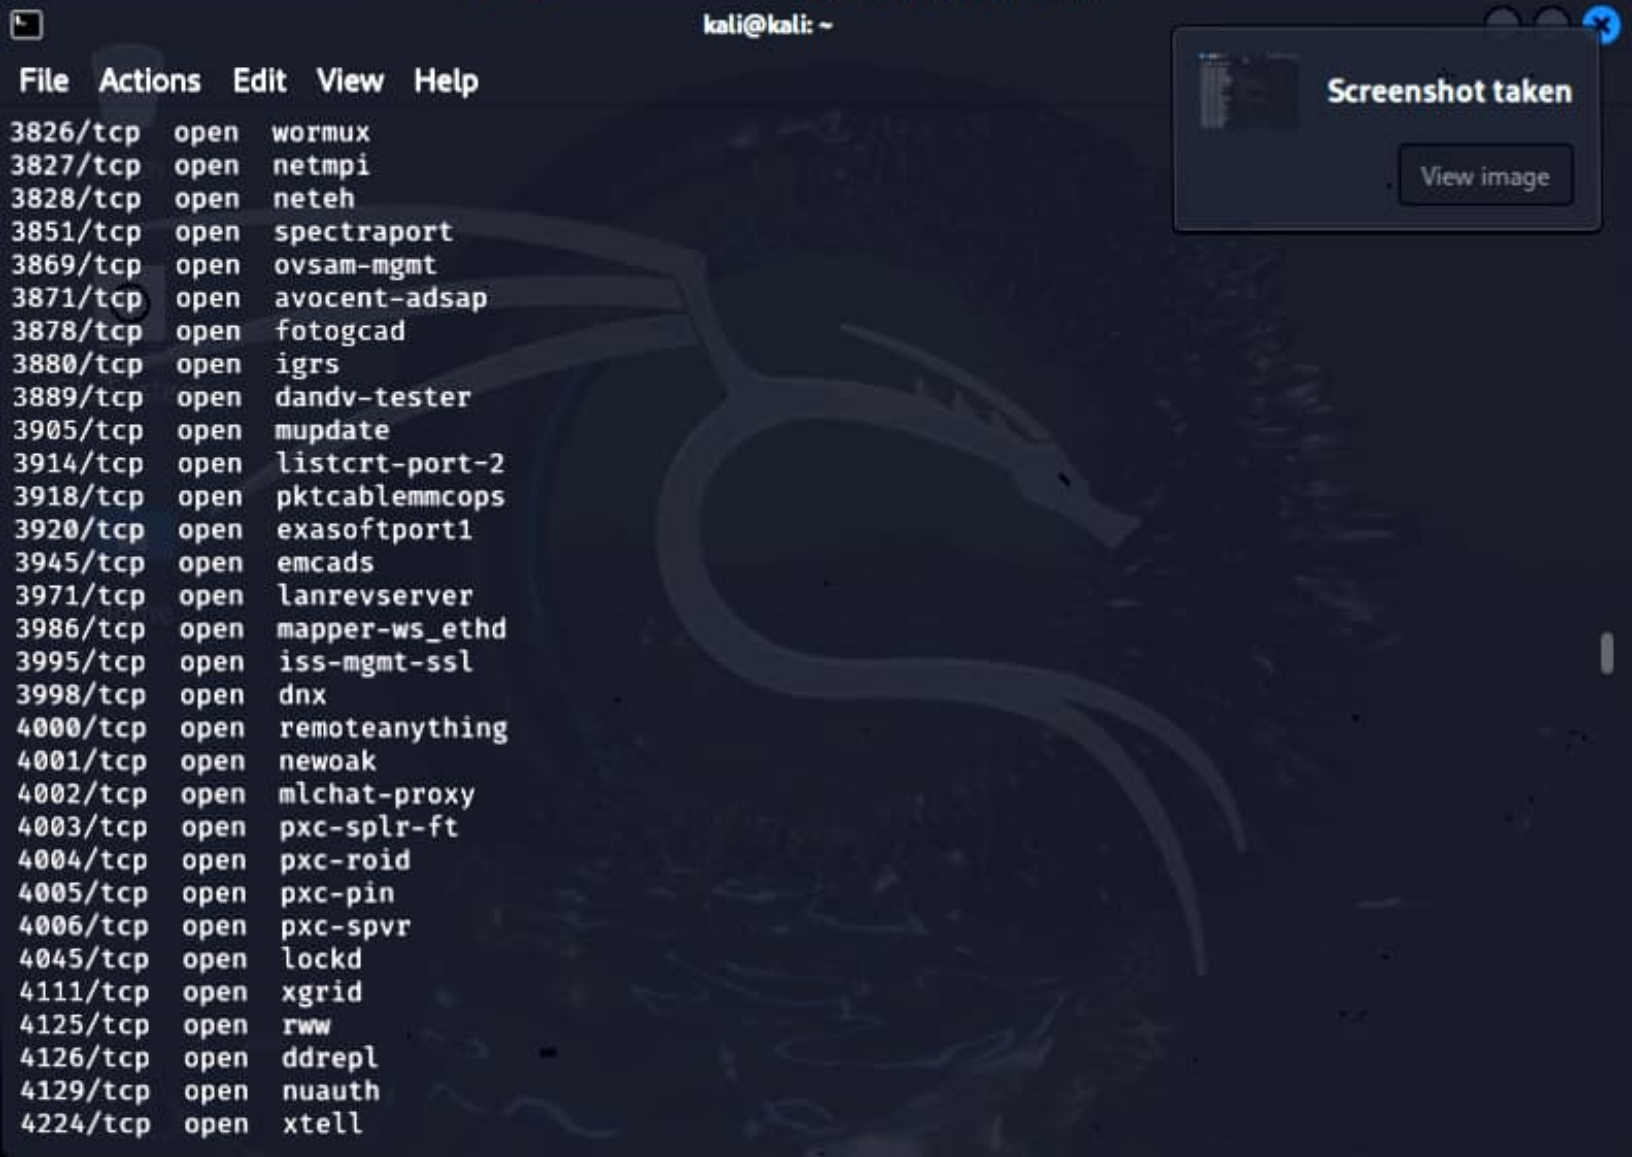 kali@kali: ~
File Actions Edit View Help
Screenshot taken
View image
3826/tcp open wormux
3827/tcp open netmpi
3828/tcp open neteh
3851/tcp open spectraport
3869/tcp open ovsam-mgmt
3871/tcp open avocent-adsap
3878/tcp open fotogcad
3880/tcp open igrs
3889/tcp open dandv-tester
3905/tcp open mupdate
3914/tcp open listcrt-port-2
3918/tcp open pktcablemmcops
3920/tcp open exasoftport1
3945/tcp open emcads
3971/tcp open lanrevserver
3986/tcp open mapper-ws_ethd
3995/tcp open iss-mgmt-ssl
3998/tcp open dnx
4000/tcp open remoteanything
4001/tcp open newoak
4002/tcp open mlchat-proxy
4003/tcp open pxc-splr-ft
4004/tcp open pxc-roid
4005/tcp open pxc-pin
4006/tcp open pxc-spvr
4045/tcp open lockd
4111/tcp open xgrid
4125/tcp open rww
4126/tcp open ddrepl
4129/tcp open nuauth
4224/tcp open xtell